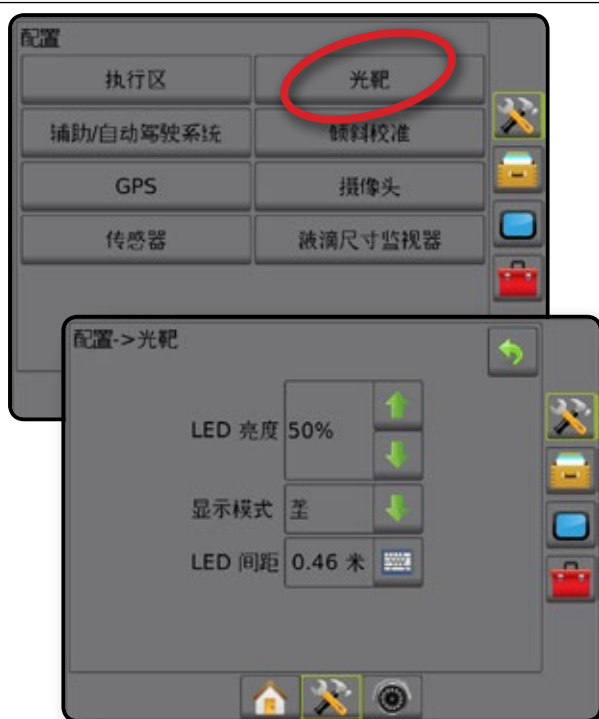 配置
执行区 光靶
辅助/自动驾驶系统 倾斜校准
GPS 摄像头
传感器 液滴尺寸监视器
配置->光靶
LED 亮度 50%
显示模式 垄
LED 间距 0.46 米